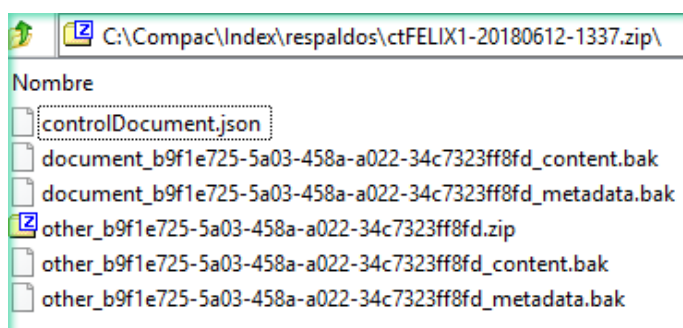 C:\Compac\Index\respaldos\ctFELIX1-20180612-1337.zip\
Nombre
controlDocument.json
document_b9f1e725-5a03-458a-a022-34c7323ff8fd_content.bak
document_b9f1e725-5a03-458a-a022-34c7323ff8fd_metadata.bak
other_b9f1e725-5a03-458a-a022-34c7323ff8fd.zip
other_b9f1e725-5a03-458a-a022-34c7323ff8fd_content.bak
other_b9f1e725-5a03-458a-a022-34c7323ff8fd_metadata.bak